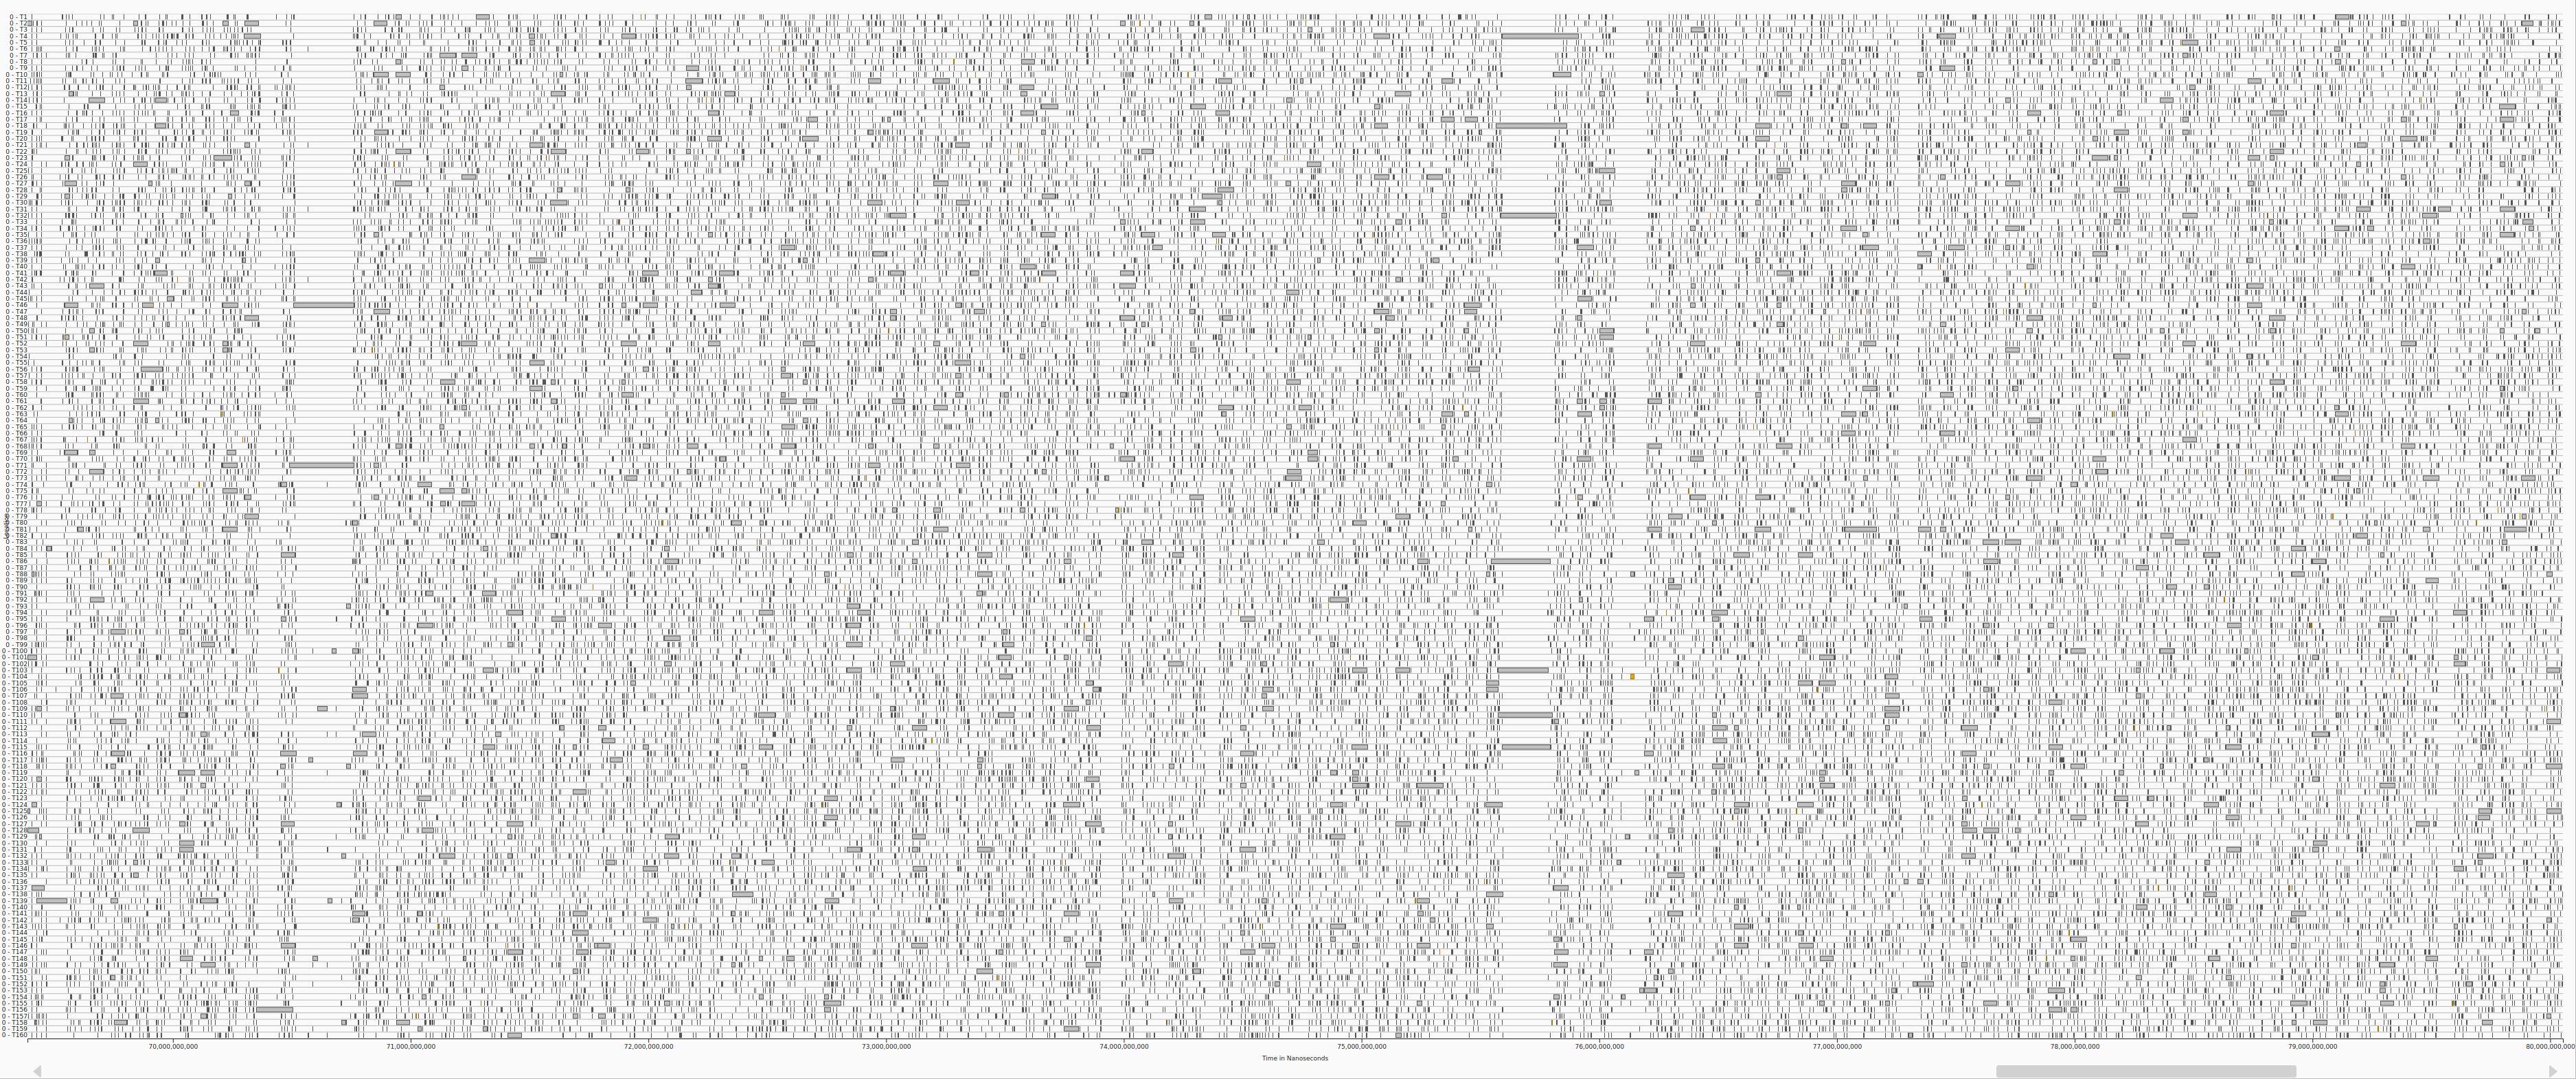 0 - T1
0 - T2
0 - T3
0 - T4
0 - T5
0 - T6
0 - T7
0 - T8
0 - T9
0 - T10
0 - T11
0 - T12
0 - T13
0 - T14
0 - T15
0 - T16
0 - T17
0 - T18
0 - T19
0 - T20
0 - T21
0 - T22
0 - T23
0 - T24
0 - T25
0 - T26
0 - T27
0 - T28
0 - T29
0 - T30
0 - T31
0 - T32
0 - T33
0 - T34
0 - T35
0 - T36
0 - T37
0 - T38
0 - T39
0 - T40
0 - T41
0 - T42
0 - T43
0 - T44
0 - T45
0 - T46
0 - T47
0 - T48
0 - T49
0 - T50
0 - T51
0 - T52
0 - T53
0 - T54
0 - T55
0 - T56
0 - T57
0 - T58
0 - T59
0 - T60
0 - T61
0 - T62
0 - T63
0 - T64
0 - T65
0 - T66
0 - T67
0 - T68
0 - T69
0 - T70
0 - T71
0 - T72
0 - T73
0 - T74
0 - T75
0 - T76
0 - T77
0 - T78
0 - T79
0 - T80
0 - T81
0 - T82
0 - T83
0 - T84
0 - T85
0 - T86
0 - T87
0 - T88
0 - T89
0 - T90
0 - T91
0 - T92
0 - T93
0 - T94
0 - T95
0 - T96
0 - T97
0 - T98
0 - T99
0 - T100
0 - T101
0 - T102
0 - T103
0 - T104
0 - T105
0 - T106
0 - T107
0 - T108
0 - T109
0 - T110
0 - T111
0 - T112
0 - T113
0 - T114
0 - T115
0 - T116
0 - T117
0 - T118
0 - T119
0 - T120
0 - T121
0 - T122
0 - T123
0 - T124
0 - T125
0 - T126
0 - T127
0 - T128
0 - T129
0 - T130
0 - T131
0 - T132
0 - T133
0 - T134
0 - T135
0 - T136
0 - T137
0 - T138
0 - T139
0 - T140
0 - T141
0 - T142
0 - T143
0 - T144
0 - T145
0 - T146
0 - T147
0 - T148
0 - T149
0 - T150
0 - T151
0 - T152
0 - T153
0 - T154
0 - T155
0 - T156
0 - T157
0 - T158
0 - T159
0 - T160
70,000,000,000 71,000,000,000 72,000,000,000 73,000,000,000 74,000,000,000 75,000,000,000 76,000,000,000 77,000,000,000 78,000,000,000 79,000,000,000 80,000,000,000
Time in Nanoseconds